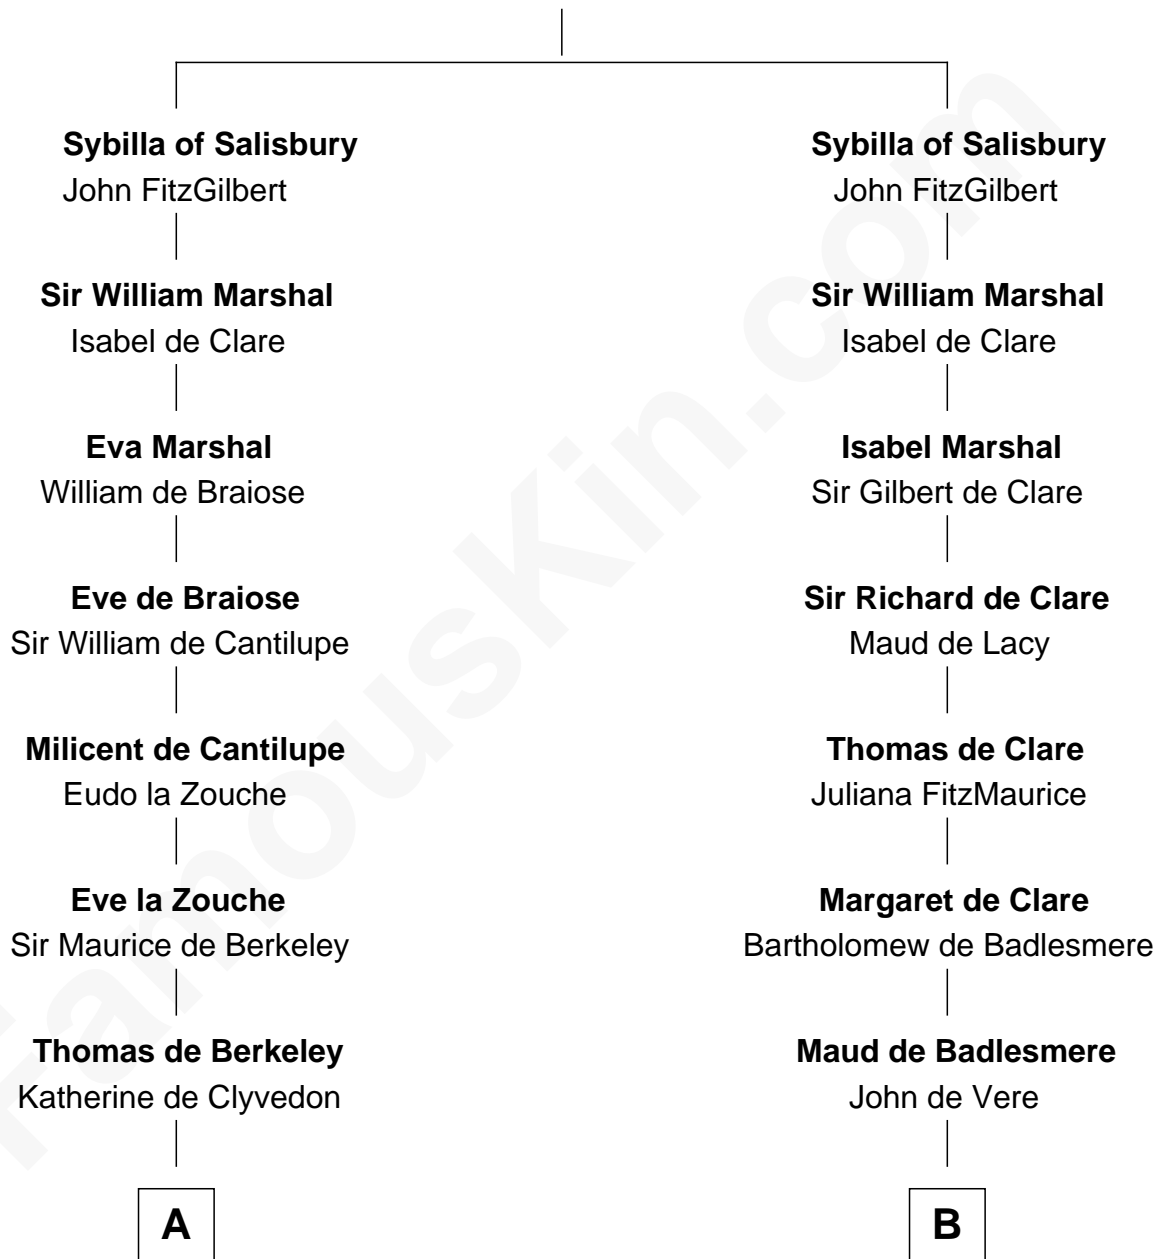 Sybilla of Salisbury
John FitzGilbert
Sir William Marshal
Isabel de Clare
Eva Marshal
William de Braiose
Eve de Braiose
Sir William de Cantilupe
Milicent de Cantilupe
Eudo la Zouche
Eve la Zouche
Sir Maurice de Berkeley
Thomas de Berkeley
Katherine de Clyvedon
A
Sybilla of Salisbury
John FitzGilbert
Sir William Marshal
Isabel de Clare
Isabel Marshal
Sir Gilbert de Clare
Sir Richard de Clare
Maud de Lacy
Thomas de Clare
Juliana FitzMaurice
Margaret de Clare
Bartholomew de Badlesmere
Maud de Badlesmere
John de Vere
B
FamousKin.com